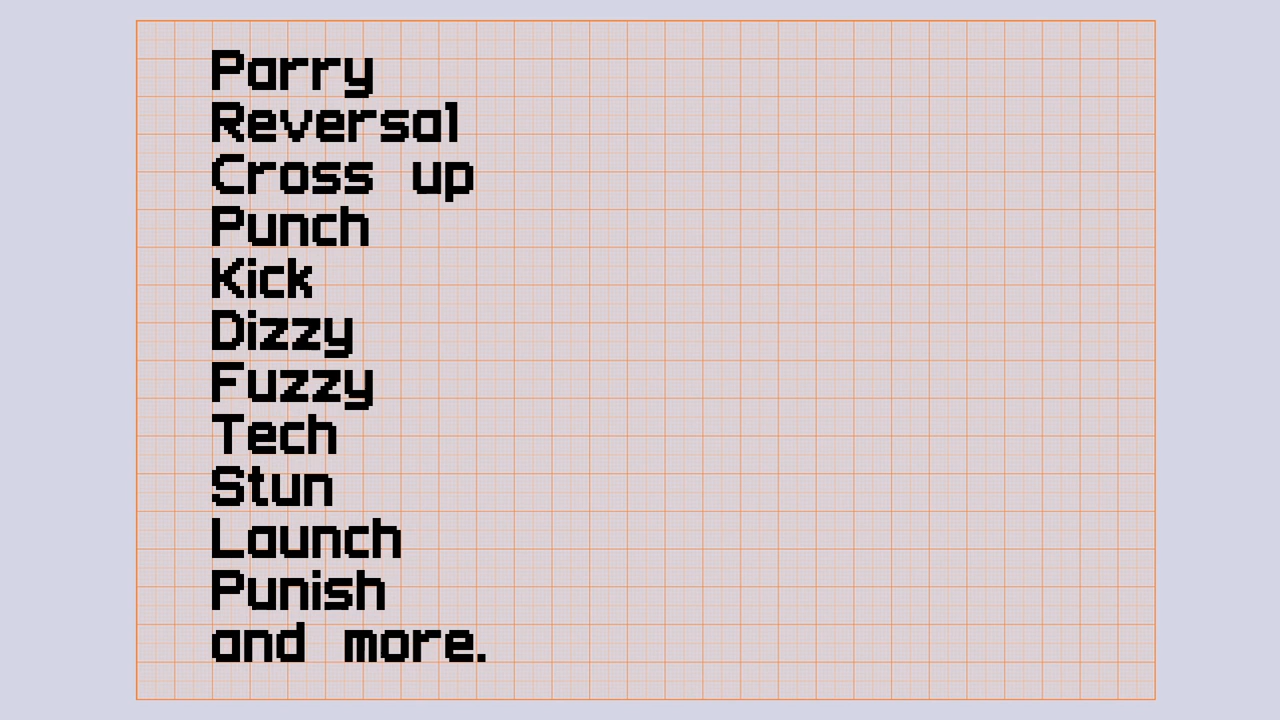 Parry
Reversal
Cross up
Punch
Kick
Dizzy
Fuzzy
Tech
Stun
Launch
Punish
and more.